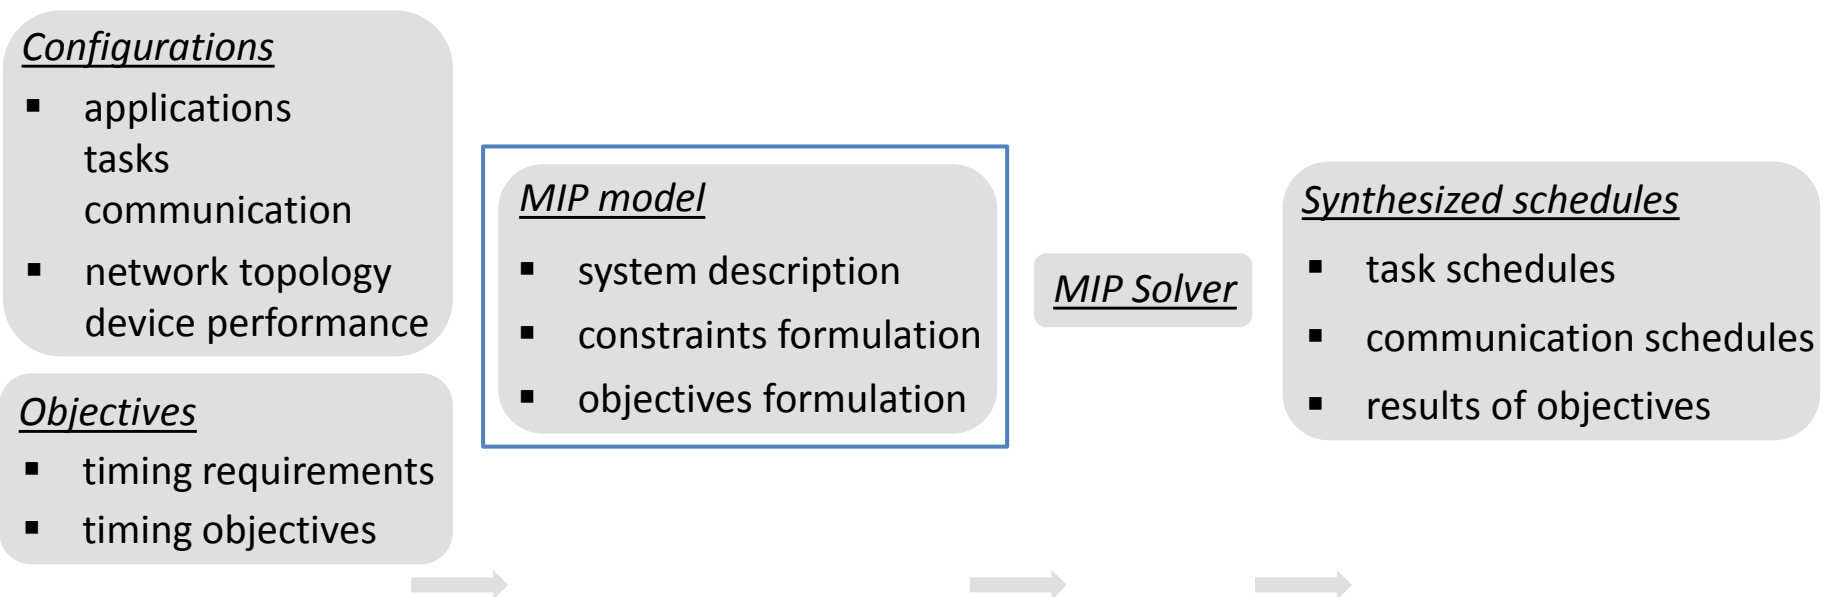 Configurations
▪ applications
tasks
communication
▪ network topology
device performance
Objectives
▪ timing requirements
▪ timing objectives
MIP model
▪ system description
▪ constraints formulation
▪ objectives formulation
MIP Solver
Synthesized schedules
▪ task schedules
▪ communication schedules
▪ results of objectives